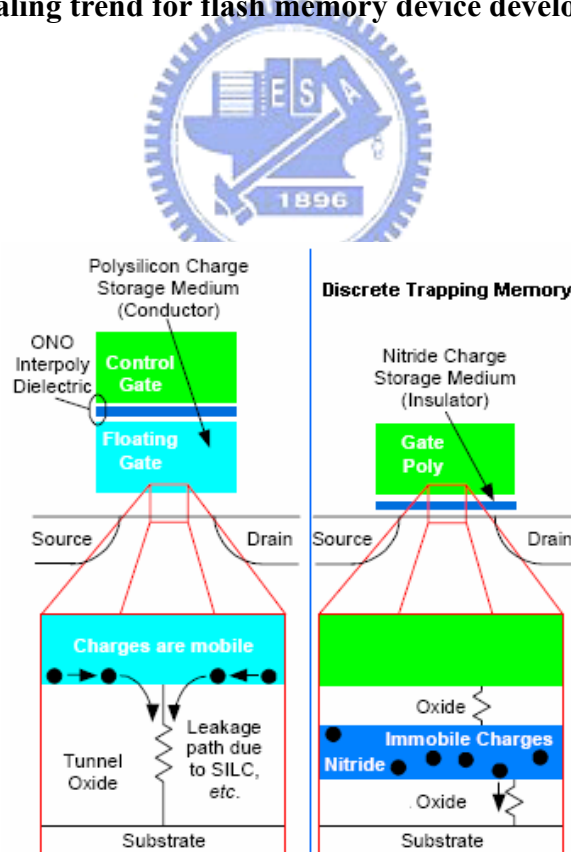 aling trend for flash memory device develo
E S A
1896
Polysilicon Charge
Storage Medium
(Conductor)
ONO
Interpoly
Dielectric
Control
Gate
Floating
Gate
Source
Drain
Charges are mobile
Tunnel
Oxide
Leakage
path due
to SILC,
etc.
Substrate
Discrete Trapping Memory
Nitride Charge
Storage Medium
(Insulator)
Gate
Poly
Source
Drain
Oxide
Immobile Charges
Nitride
. Oxide
Substrate